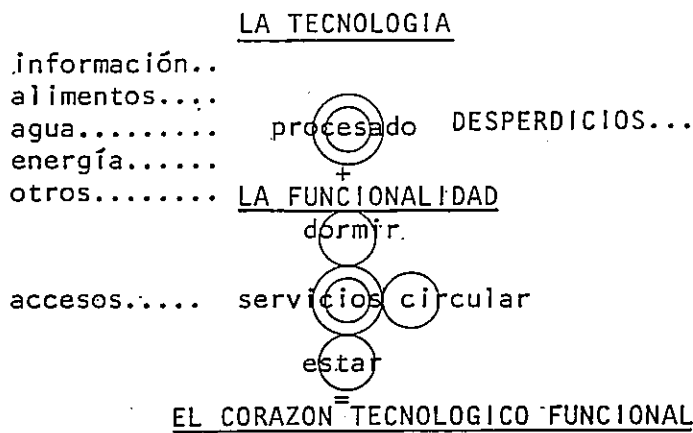 LA TECNOLOGIA
información..
alimentos....
agua......... procesado DESPERDICIOS...
energía......
+
otros........ LA FUNCIONALIDAD
dormir.
accesos...... servicios circular
estar
=
EL CORAZON TECNOLOGICO FUNCIONAL